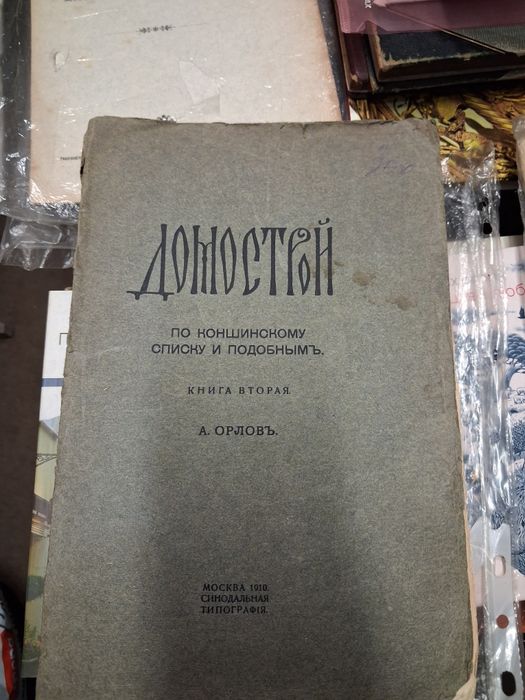 ДОМОСТРОЙ
ПО КОНШИНСКОМУ
СПИСКУ И ПОДОБНЫМЪ.
КНИГА ВТОРАЯ.
А. ОРЛОВЪ.
МОСКВА 1910.
СИНОДАЛЬНАЯ
ТИПОГРАФІЯ.